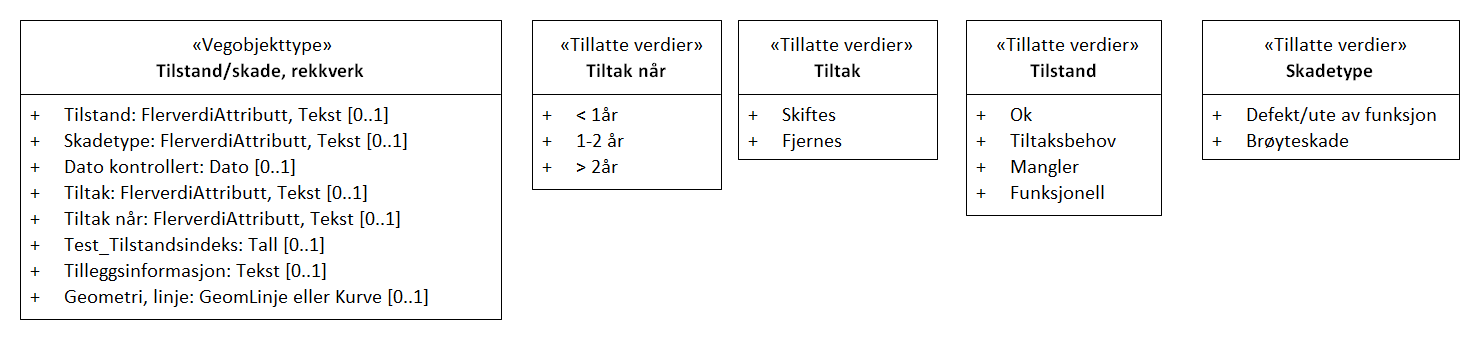 «Vegobjekttype»
Tilstand/skade, rekkverk
+ Tilstand: FlerverdiAttributt, Tekst [0..1]
+ Skadetype: FlerverdiAttributt, Tekst [0..1]
+ Dato kontrollert: Dato [0..1]
+ Tiltak: FlerverdiAttributt, Tekst [0..1]
+ Tiltak når: FlerverdiAttributt, Tekst [0..1]
+ Test_Tilstandsindeks: Tall [0..1]
+ Tilleggsinformasjon: Tekst [0..1]
+ Geometri, linje: GeomLinje eller Kurve [0..1]
«Tillatte verdier»
Tiltak når
+ < 1år
+ 1-2 år
+ > 2år
«Tillatte verdier»
Tiltak
+ Skiftes
+ Fjernes
«Tillatte verdier»
Tilstand
+ Ok
+ Tiltaksbehov
+ Mangler
+ Funksjonell
«Tillatte verdier»
Skadetype
+ Defekt/ute av funksjon
+ Brøyteskade